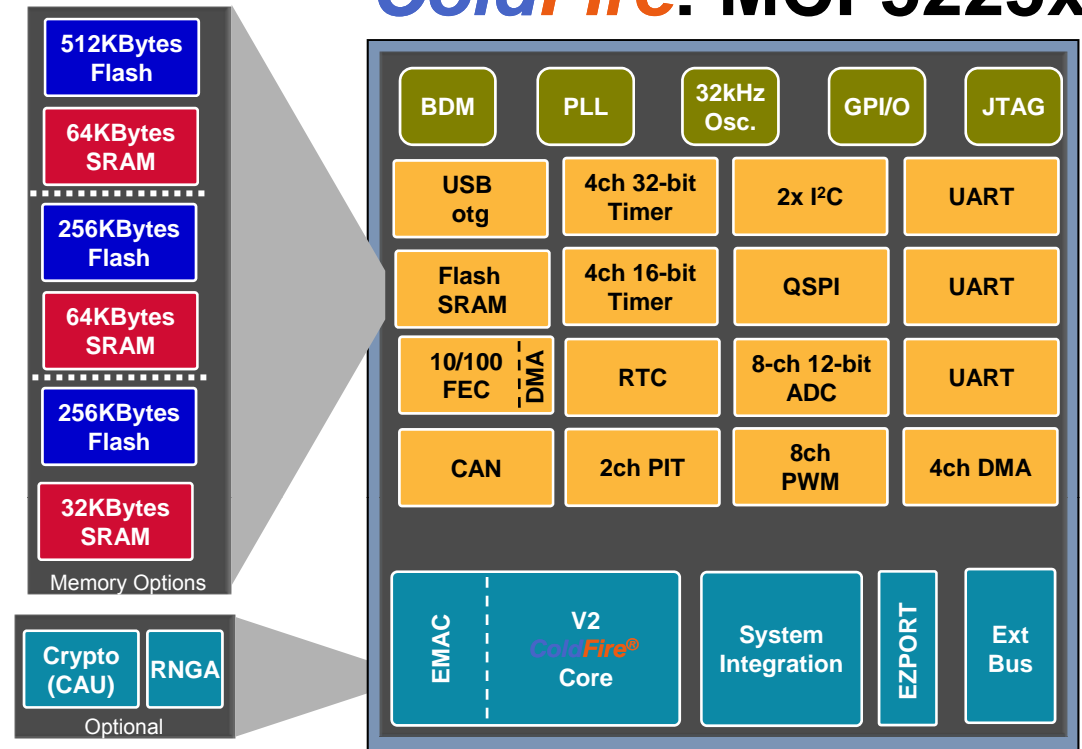 ColdFire: MCF5223x
512KBytes
Flash
64KBytes
SRAM
256KBytes
Flash
64KBytes
SRAM
256KBytes
Flash
32KBytes
SRAM
Memory Options
Crypto
(CAU)
RNGA
Optional
BDM
PLL
32kHz
Osc.
GPI/O
JTAG
USB
otg
4ch 32-bit
Timer
2x I²C
UART
Flash
SRAM
4ch 16-bit
Timer
QSPI
UART
10/100
FEC
DMA
RTC
8-ch 12-bit
ADC
UART
CAN
2ch PIT
8ch
PWM
4ch DMA
EMAC
V2
ColdFire®
Core
System
Integration
EZPORT
Ext
Bus